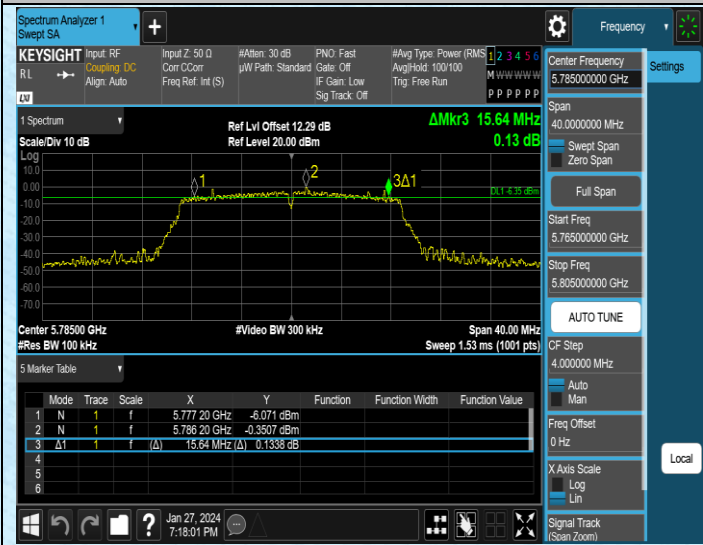 Spectrum Analyzer 1
Swept SA
+
Frequency
KEYSIGHT
RL
LXI
Input: RF
Coupling: DC
Align: Auto
Input Z: 50 Ω
Corr CCorr
Freq Ref: Int (S)
#Atten: 30 dB
µW Path: Standard
PNO: Fast
Gate: Off
IF Gain: Low
Sig Track: Off
#Avg Type: Power (RMS
Avg|Hold: 100/100
Trig: Free Run
1 2 3 4 5 6
M W W W W W
P P P P P P
Center Frequency
5.785000000 GHz
Settings
1 Spectrum
Scale/Div 10 dB
Ref Lvl Offset 12.29 dB
Ref Level 20.00 dBm
ΔMkr3 15.64 MHz
0.13 dB
Span
40.0000000 MHz
Swept Span
Zero Span
Log
10.0
0.00
-10.0
-20.0
-30.0
-40.0
-50.0
-60.0
-70.0
1
2
3Δ1
DL1 -6.35 dBm
Full Span
Start Freq
5.765000000 GHz
Stop Freq
5.805000000 GHz
AUTO TUNE
Center 5.78500 GHz
#Res BW 100 kHz
#Video BW 300 kHz
Span 40.00 MHz
Sweep 1.53 ms (1001 pts)
CF Step
4.000000 MHz
Auto
Man
5 Marker Table
Mode Trace Scale X Y Function Function Width Function Value
1 N 1 f 5.777 20 GHz -6.071 dBm
2 N 1 f 5.786 20 GHz -0.3507 dBm
3 Δ1 1 f (Δ) 15.64 MHz (Δ) 0.1338 dB
4
5
6
Freq Offset
0 Hz
Local
X Axis Scale
Log
Lin
Signal Track
(Span Zoom)
?
Jan 27, 2024
7:18:01 PM